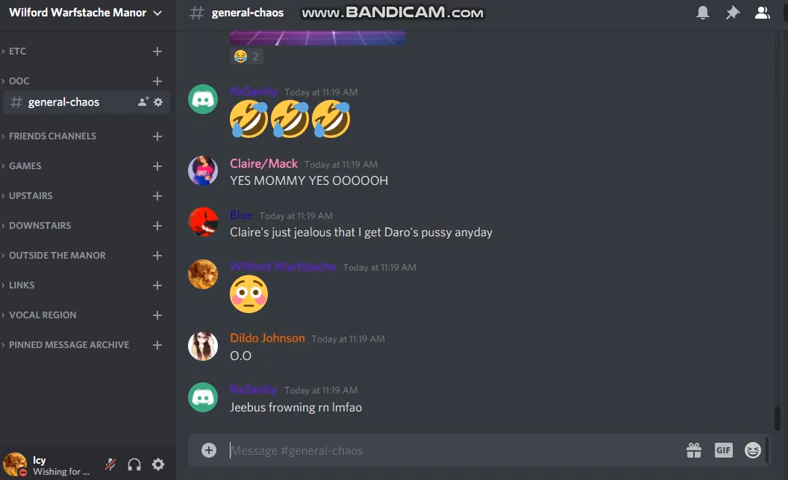 Wilford Warfstache Manor
# general-chaos
www.BANDICAM.com
ETC
OOC
# general-chaos
FRIENDS CHANNELS
GAMES
UPSTAIRS
DOWNSTAIRS
OUTSIDE THE MANOR
LINKS
VOCAL REGION
PINNED MESSAGE ARCHIVE
Icy
Wishing for ...
😂 2
NxSanity Today at 11:19 AM
🤣🤣🤣
Claire/Mack Today at 11:19 AM
YES MOMMY YES OOOOOH
Blue Today at 11:19 AM
Claire's just jealous that I get Daro's pussy anyday
Wilford Warfstache Today at 11:19 AM
😳
Dildo Johnson Today at 11:19 AM
O.O
NxSanity Today at 11:19 AM
Jeebus frowning rn lmfao
Message #general-chaos
GIF